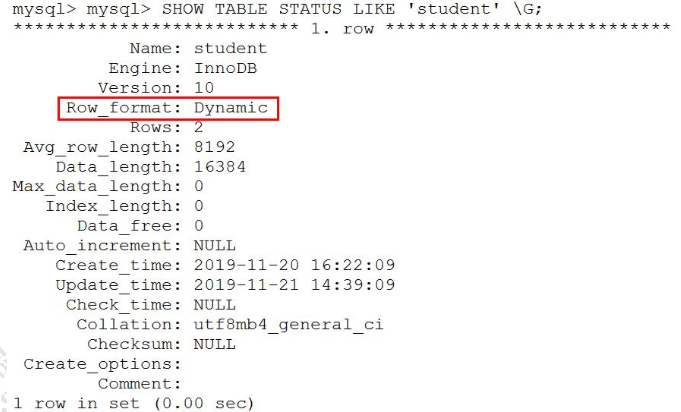 mysql> mysql> SHOW TABLE STATUS LIKE 'student' \G;
*************************** 1. row ***************************
Name: student
Engine: InnoDB
Version: 10
Row_format: Dynamic
Rows: 2
Avg_row_length: 8192
Data_length: 16384
Max_data_length: 0
Index_length: 0
Data_free: 0
Auto_increment: NULL
Create_time: 2019-11-20 16:22:09
Update_time: 2019-11-21 14:39:09
Check_time: NULL
Collation: utf8mb4_general_ci
Checksum: NULL
Create_options:
Comment:
1 row in set (0.00 sec)